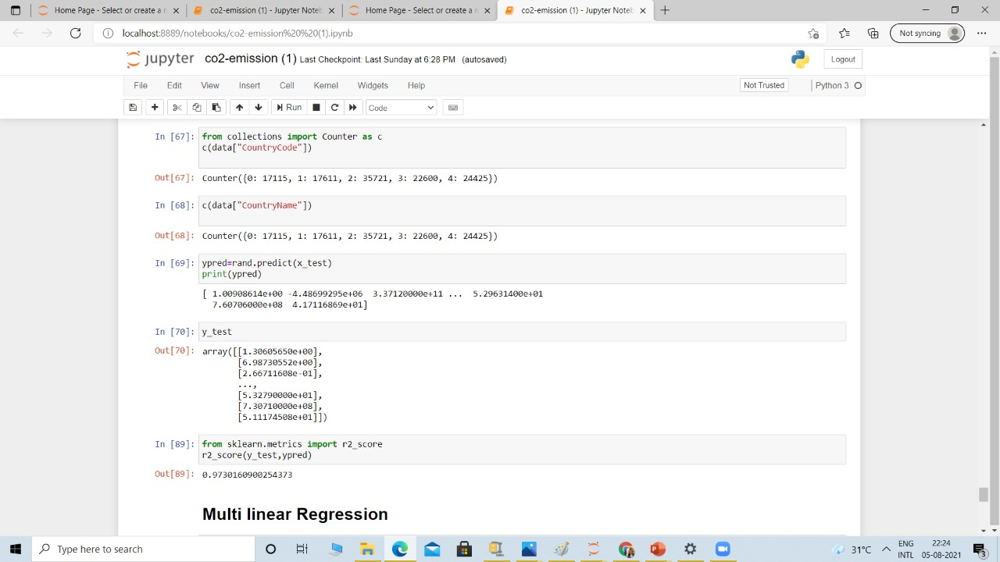 Home Page - Select or create a n
co2-emission (1) - Jupyter Noteb
Home Page - Select or create a n
co2-emission (1) - Jupyter Noteb
localhost:8889/notebooks/co2-emission%20%20(1).ipynb
Not syncing
jupyter co2-emission (1) Last Checkpoint: Last Sunday at 6:28 PM (autosaved)
Logout
File Edit View Insert Cell Kernel Widgets Help
Not Trusted
Python 3
Run
Code
In [67]: from collections import Counter as c
c(data["CountryCode"])
Out[67]: Counter({0: 17115, 1: 17611, 2: 35721, 3: 22600, 4: 24425})
In [68]: c(data["CountryName"])
Out[68]: Counter({0: 17115, 1: 17611, 2: 35721, 3: 22600, 4: 24425})
In [69]: ypred=rand.predict(x_test)
print(ypred)
[ 1.00908614e+00 -4.48699295e+06  3.37120000e+11 ...  5.29631400e+01
7.60706000e+08  4.17116869e+01]
In [70]: y_test
Out[70]: array([[1.30605650e+00],
[6.98730552e+00],
[2.66711608e-01],
...,
[5.32790000e+01],
[7.30710000e+08],
[5.11174508e+01]])
In [89]: from sklearn.metrics import r2_score
r2_score(y_test,ypred)
Out[89]: 0.9730160900254373
Multi linear Regression
Type here to search
31°C
ENG
INTL
22:24
05-08-2021
3